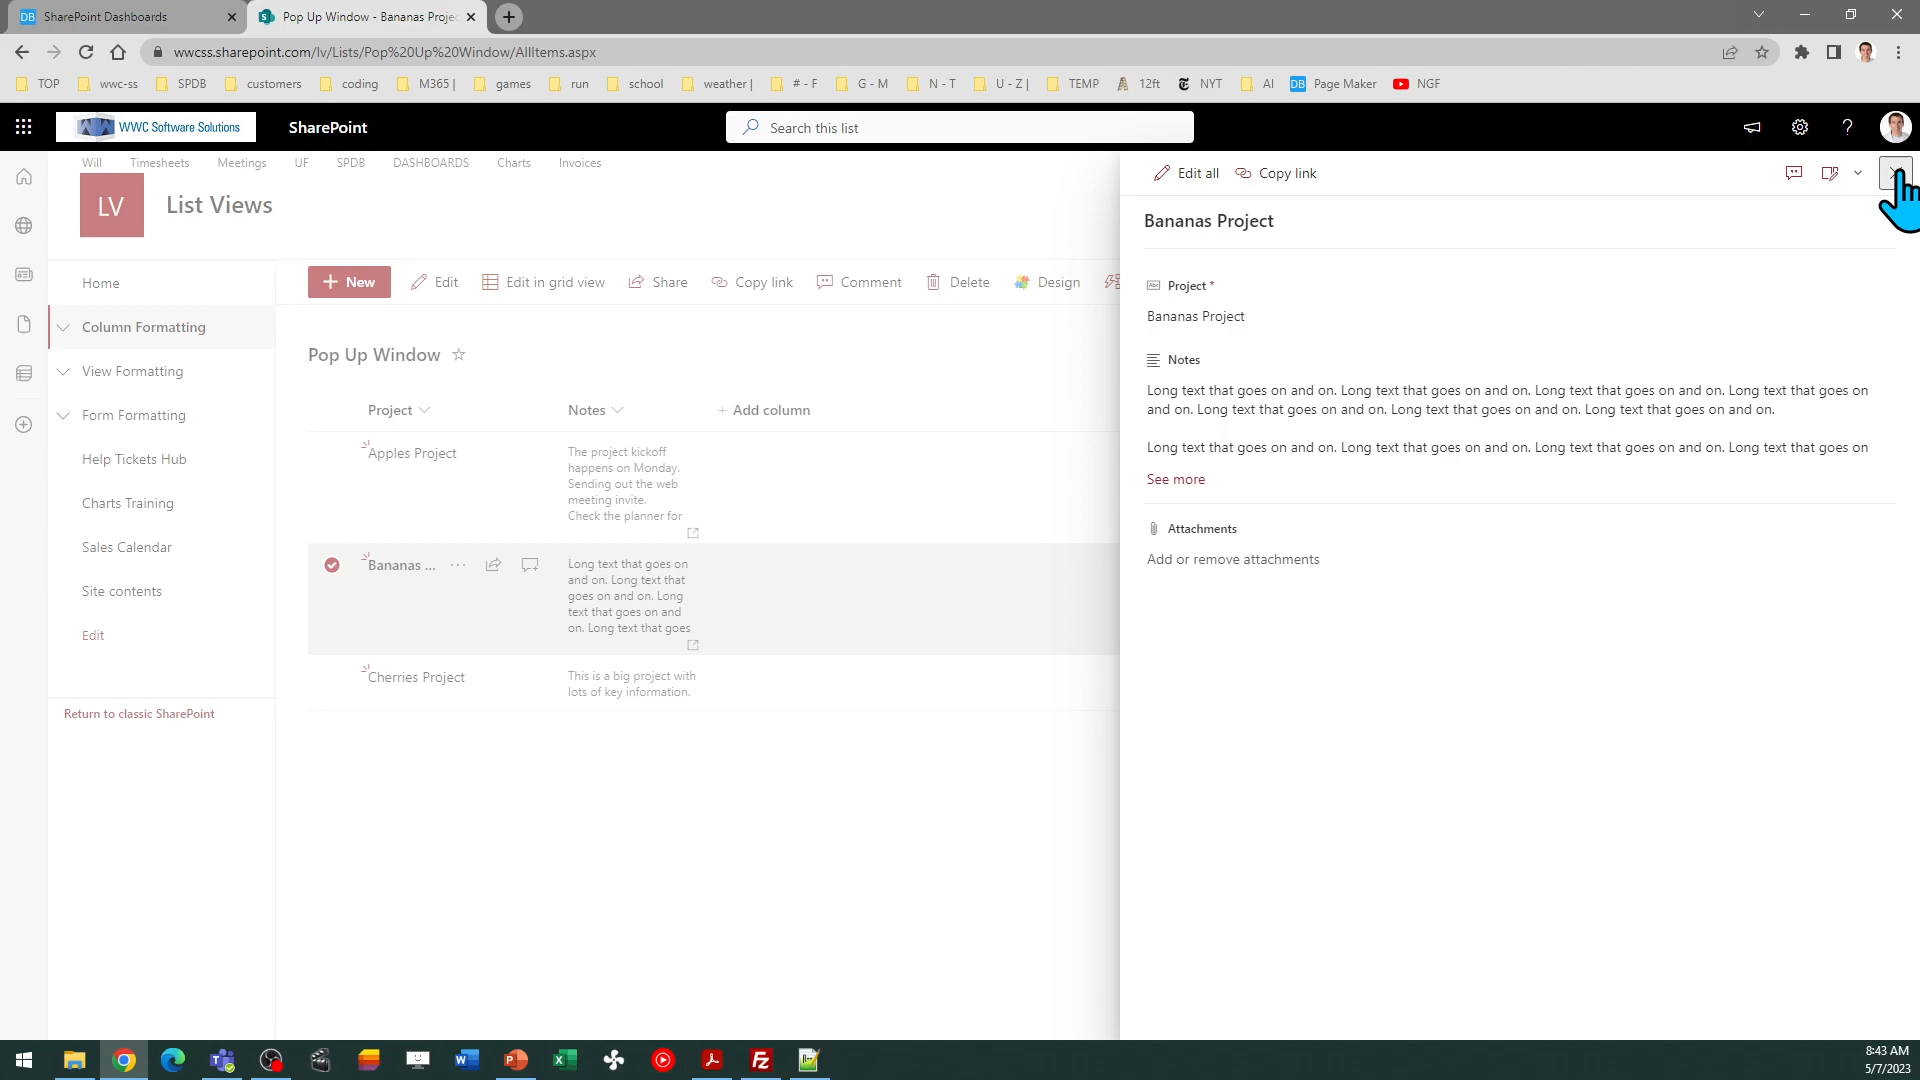 SharePoint Dashboards
Pop Up Window - Bananas Projec
wwcss.sharepoint.com/lv/Lists/Pop%20Up%20Window/AllItems.aspx
TOP wwc-ss SPDB customers coding M365 | games run school weather | # - F G - M N - T U - Z | TEMP 12ft NYT AI Page Maker NGF
WWC Software Solutions
SharePoint
Search this list
Will Timesheets Meetings UF SPDB DASHBOARDS Charts Invoices
LV
List Views
Home
Column Formatting
View Formatting
Form Formatting
Help Tickets Hub
Charts Training
Sales Calendar
Site contents
Edit
Return to classic SharePoint
New Edit Edit in grid view Share Copy link Comment Delete Design
Pop Up Window
Project Notes + Add column
Apples Project
The project kickoff
happens on Monday.
Sending out the web
meeting invite.
Check the planner for
Bananas ...
Long text that goes on
and on. Long text that
goes on and on. Long
text that goes on and
on. Long text that goes
Cherries Project
This is a big project with
lots of key information.
Edit all Copy link
Bananas Project
Abc Project *
Bananas Project
Notes
Long text that goes on and on. Long text that goes on and on. Long text that goes on and on. Long text that goes on
and on. Long text that goes on and on. Long text that goes on and on. Long text that goes on and on.
Long text that goes on and on. Long text that goes on and on. Long text that goes on and on. Long text that goes on
See more
Attachments
Add or remove attachments
8:43 AM
5/7/2023